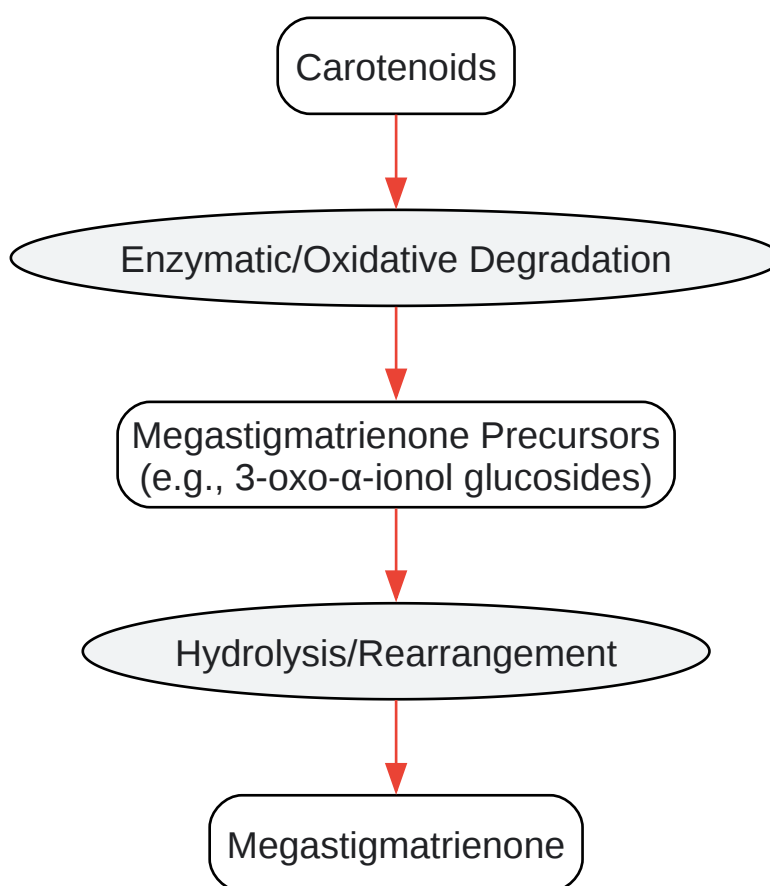 Carotenoids
Enzymatic/Oxidative Degradation
Megastigmatrienone Precursors
(e.g., 3-oxo-α-ionol glucosides)
Hydrolysis/Rearrangement
Megastigmatrienone